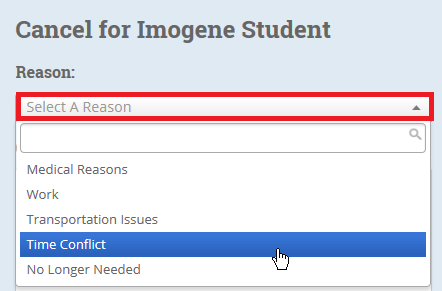 Cancel for Imogene Student
Reason:
Select A Reason
Medical Reasons
Work
Transportation Issues
Time Conflict
No Longer Needed